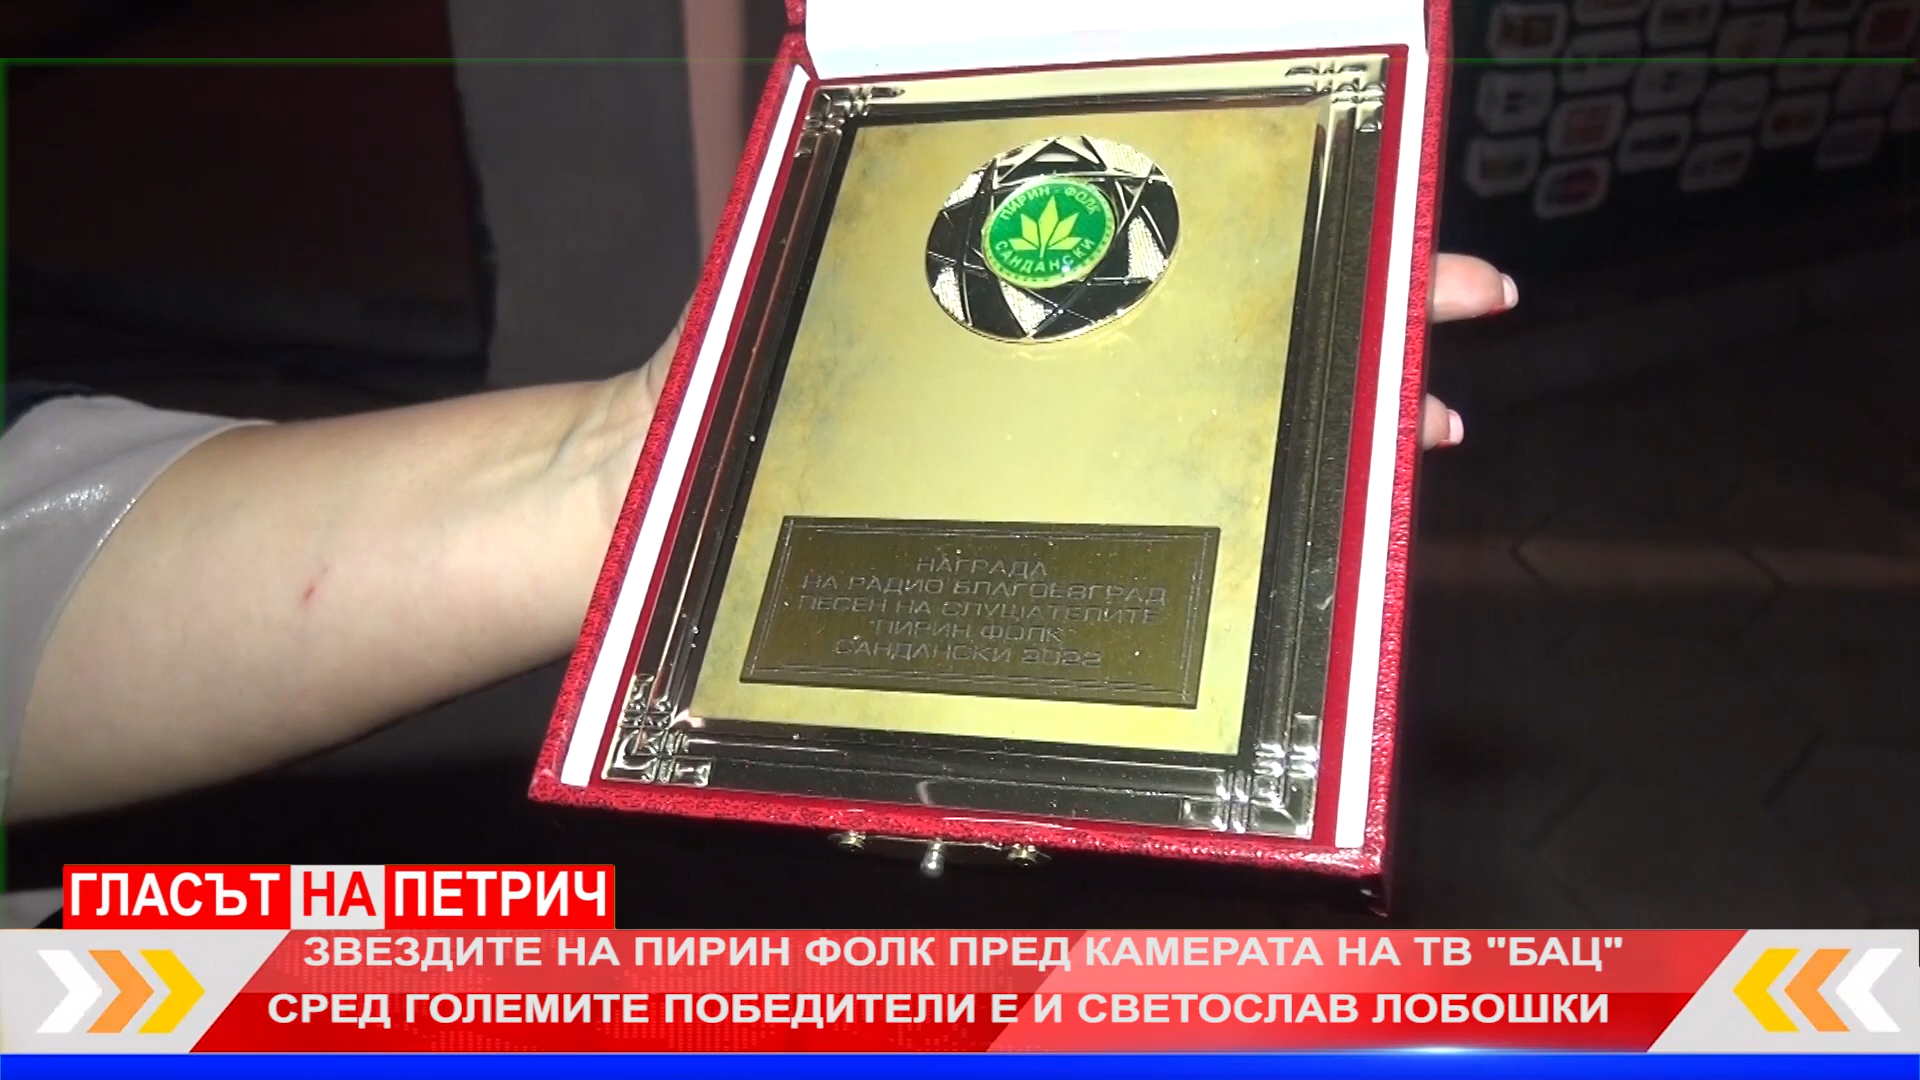 ПИРИН - ФОЛК
САНДАНСКИ
НАГРАДА
НА РАДИО БЛАГОЕВГРАД
ПЕСЕН НА СЛУШАТЕЛИТЕ
"ПИРИН ФОЛК"
САНДАНСКИ 2022
ГЛАСЪТ НА ПЕТРИЧ
ЗВЕЗДИТЕ НА ПИРИН ФОЛК ПРЕД КАМЕРАТА НА ТВ "БАЦ"
СРЕД ГОЛЕМИТЕ ПОБЕДИТЕЛИ Е И СВЕТОСЛАВ ЛОБОШКИ